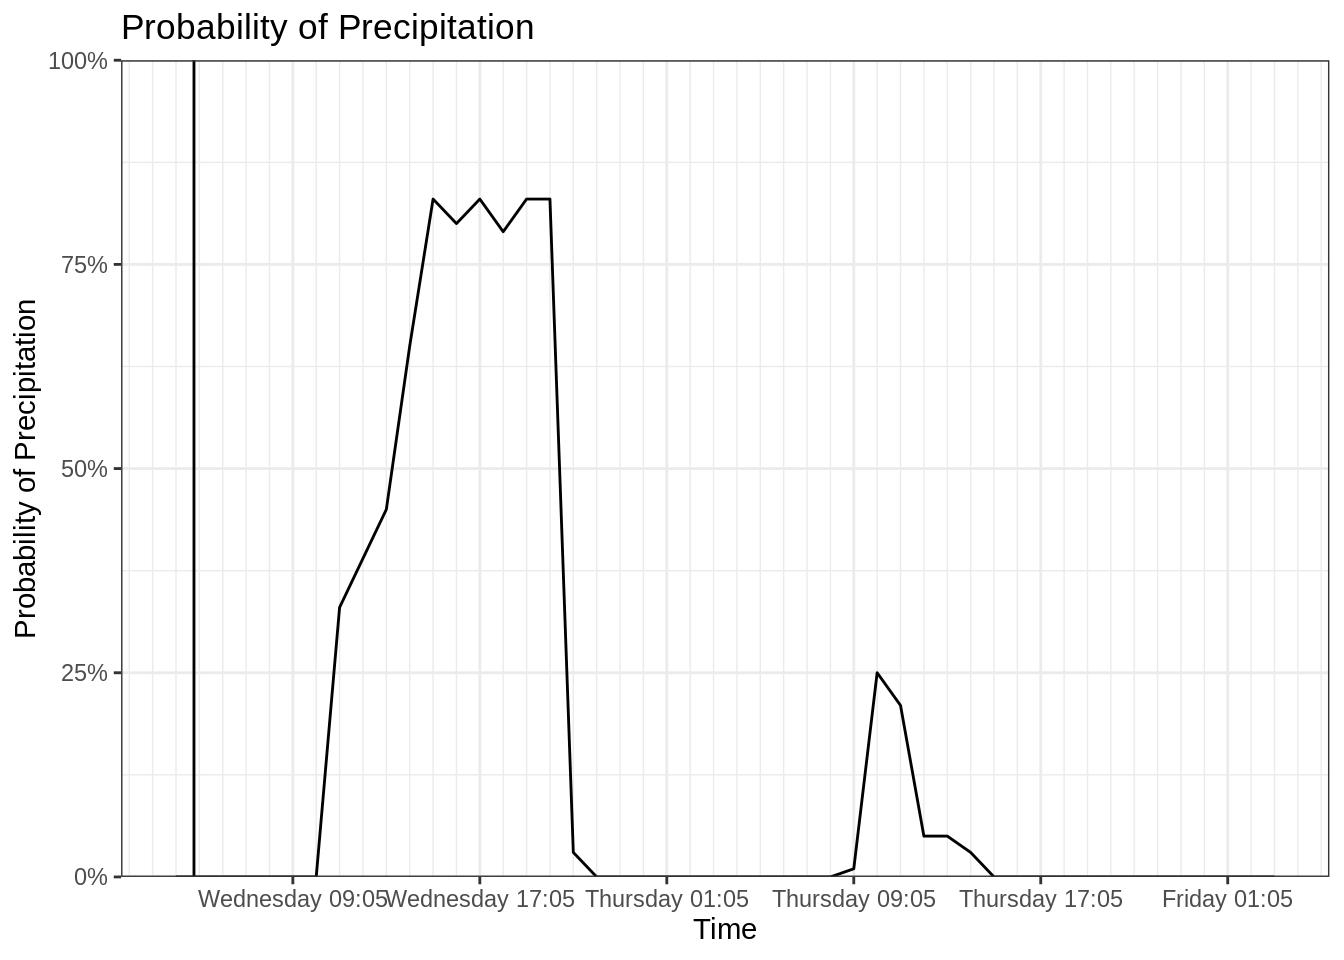 Probability of Precipitation
100%
75%
50%
25%
0%
Probability of Precipitation
Wednesday 09:05 Wednesday 17:05 Thursday 01:05 Thursday 09:05 Thursday 17:05 Friday 01:05
Time